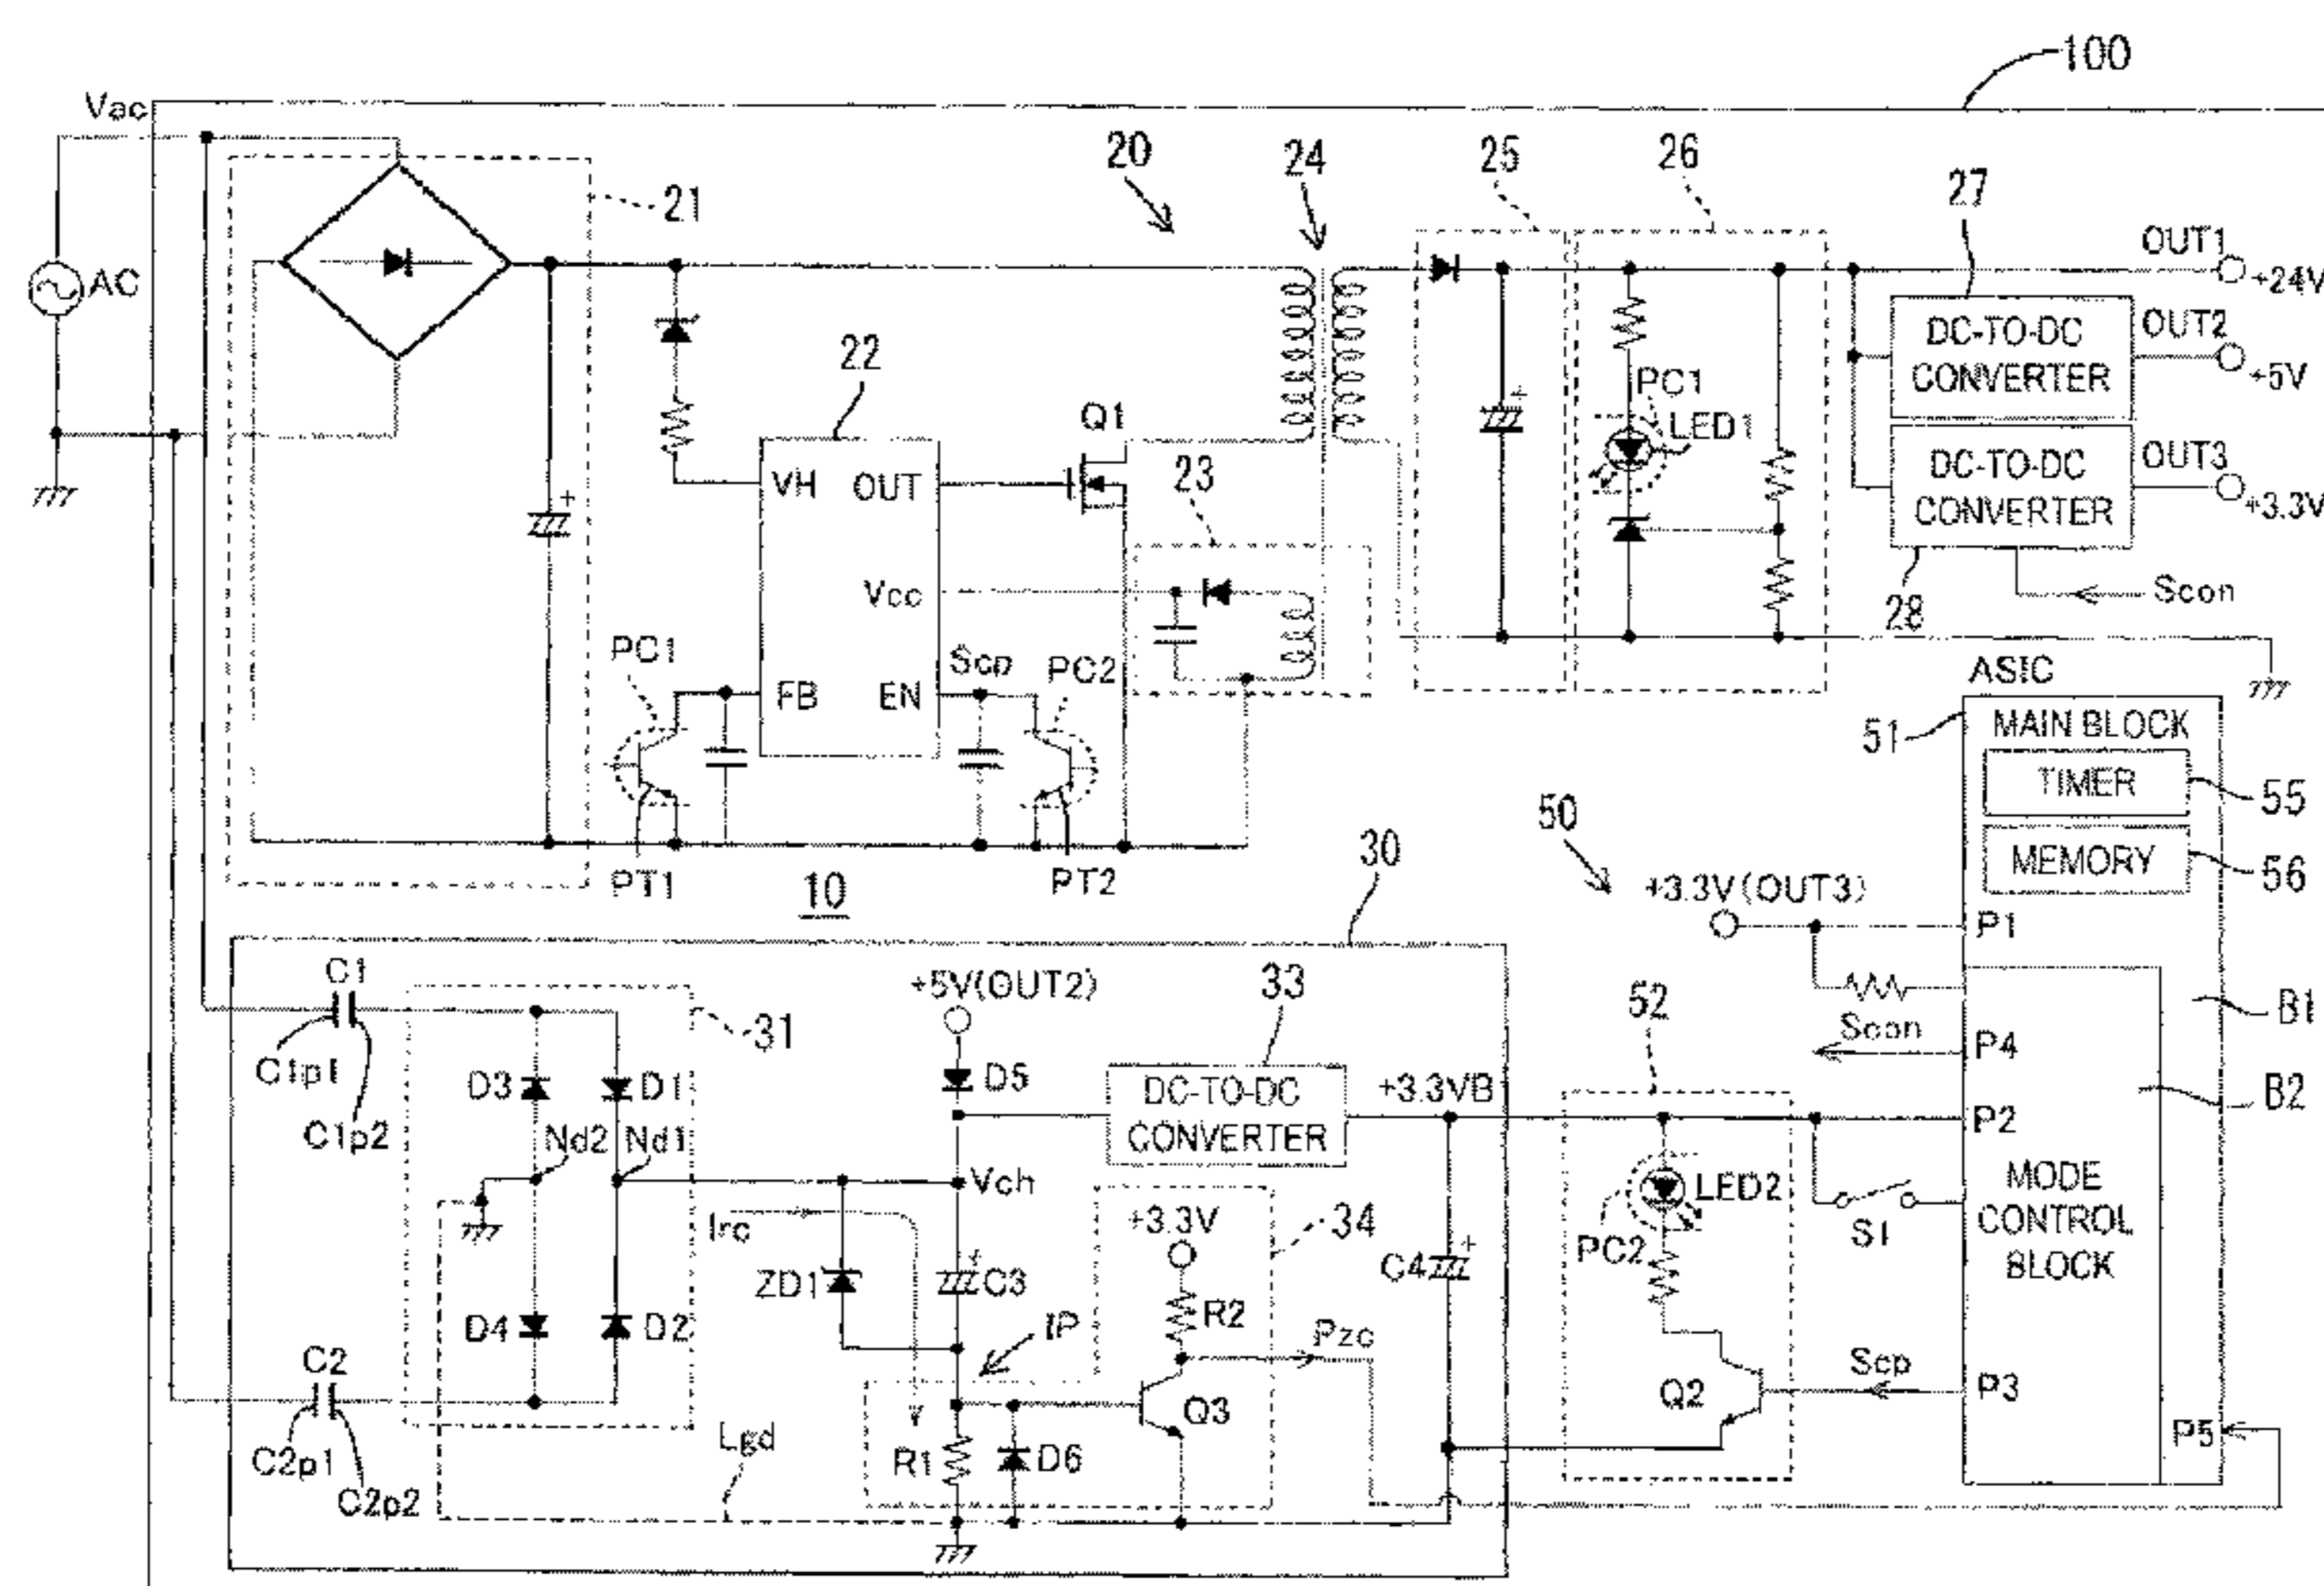 100
Vac
20
24
25
26
27
21
OUT1
+24V
AC
DC-TO-DC
CONVERTER
OUT2
+5V
22
PC1
LED1
Q1
DC-TO-DC
CONVERTER
OUT3
+3.3V
VH
OUT
23
Vcc
28
Scon
PC1
Scp
PC2
FB
EN
ASIC
51
MAIN BLOCK
TIMER
55
MEMORY
56
PT1
10
PT2
30
50
+3.3V(OUT3)
P1
C1
+5V(OUT2)
33
52
B1
31
Scon
P4
C1p1
D3
D1
D5
DC-TO-DC
CONVERTER
+3.3VB
B2
C1p2
P2
Nd2
Nd1
Vch
MODE
CONTROL
BLOCK
LED2
Irc
+3.3V
34
S1
PC2
ZD1
C3
C4
R2
D4
D2
IP
Pzc
C2
Q3
Q2
Scp
P3
P5
C2p1
Lgd
R1
D6
C2p2